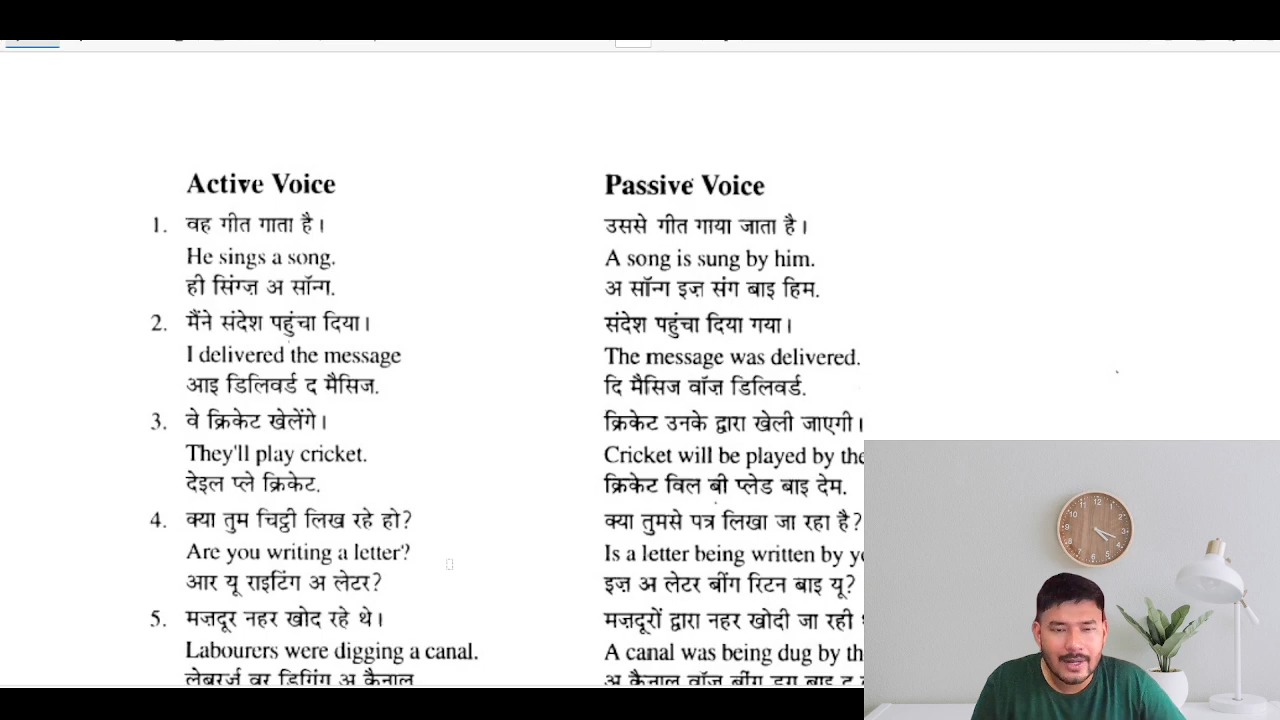 Active Voice
Passive Voice
1. वह गीत गाता है।
उससे गीत गाया जाता है।
He sings a song.
A song is sung by him.
ही सिंग्ज़ अ सॉन्ग.
अ सॉन्ग इज़ संग बाइ हिम.
2. मैंने संदेश पहुंचा दिया।
संदेश पहुंचा दिया गया।
I delivered the message
The message was delivered.
आइ डिलिवर्ड द मैसिज.
दि मैसिज वॉज़ डिलिवर्ड.
3. वे क्रिकेट खेलेंगे।
क्रिकेट उनके द्वारा खेली जाएगी।
They'll play cricket.
Cricket will be played by the
देइल प्ले क्रिकेट.
क्रिकेट विल बी प्लेड बाइ देम.
4. क्या तुम चिट्ठी लिख रहे हो?
क्या तुमसे पत्र लिखा जा रहा है?
Are you writing a letter?
Is a letter being written by
आर यू राइटिंग अ लेटर?
इज़ अ लेटर बींग रिटन बाइ यू?
5. मज़दूर नहर खोद रहे थे।
मज़दूरों द्वारा नहर खोदी जा रही
Labourers were digging a canal.
A canal was being dug by th
लेबरर्ज़ वर डिगिंग अ कैनाल
अ कैनाल वॉज़ बींग डग बाइ द